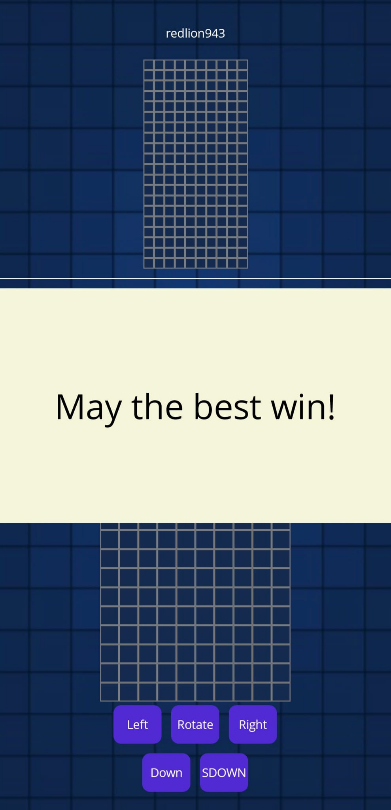 redlion943
May the best win!
Left Rotate Right
Down SDOWN